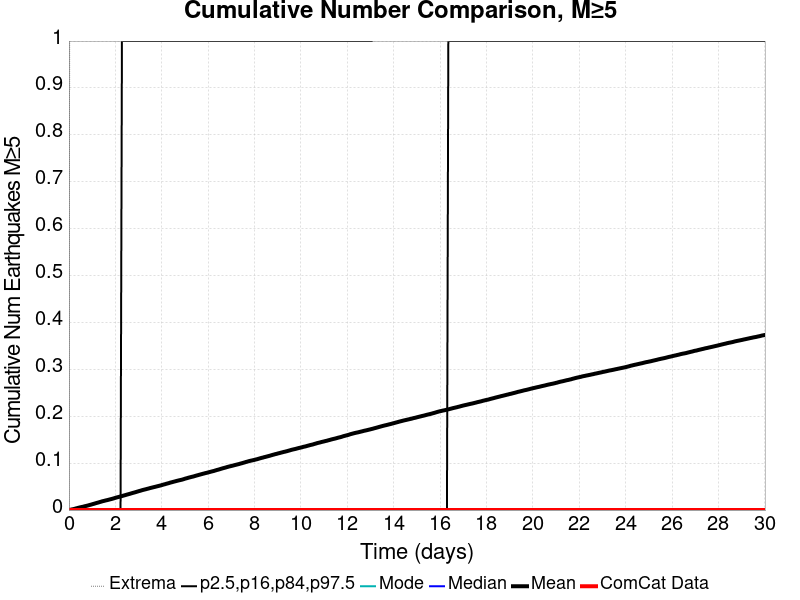 Cumulative Number Comparison, M≥5
Cumulative Num Earthquakes M≥5
1
0.9
0.8
0.7
0.6
0.5
0.4
0.3
0.2
0.1
0
0 2 4 6 8 10 12 14 16 18 20 22 24 26 28 30
Time (days)
Extrema p2.5,p16,p84,p97.5 Mode Median Mean ComCat Data